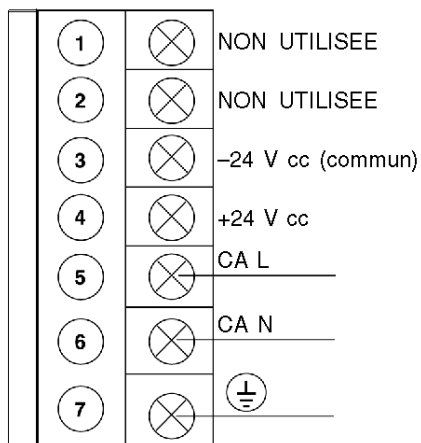 1 NON UTILISEE
2 NON UTILISEE
3 –24 V cc (commun)
4 +24 V cc
5 CA L
6 CA N
7